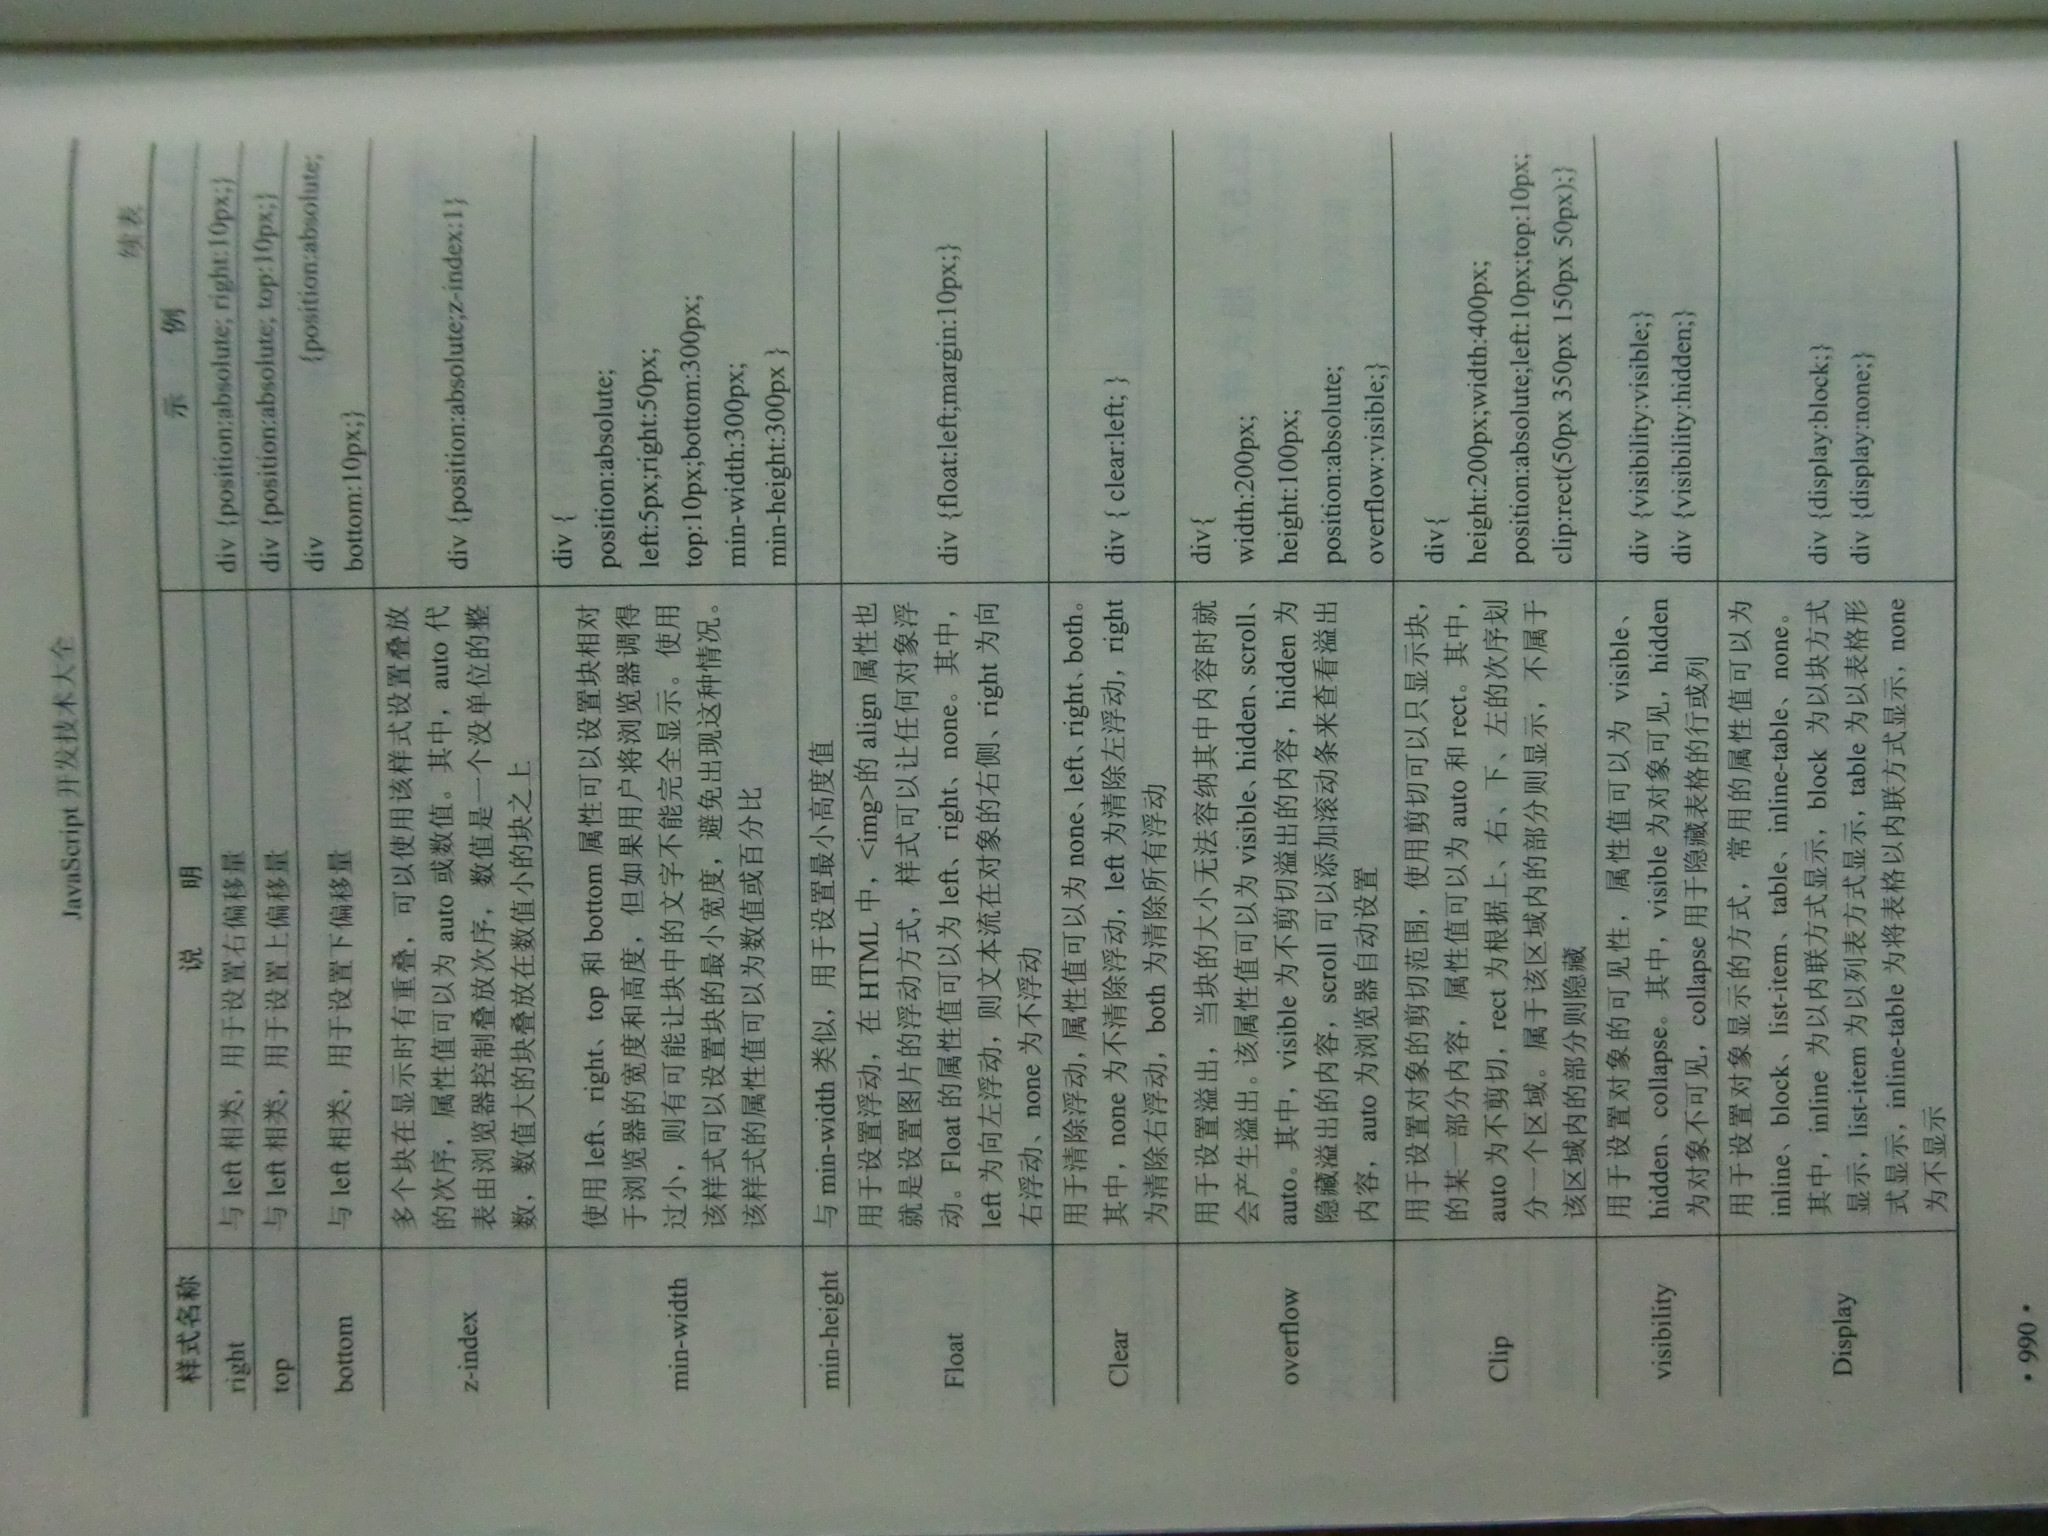 JavaScript 开发技术大全
续表
样式名称 说 明 示 例
right 与 left 相类，用于设置右偏移量 div {position:absolute; right:10px;}
top 与 left 相类，用于设置上偏移量 div {position:absolute; top:10px;}
bottom 与 left 相类，用于设置下偏移量 div {position:absolute;
bottom:10px;}
z-index
多个块在显示时有重叠，可以使用该样式设置叠放
的次序，属性值可以为 auto 或数值。其中，auto 代
表由浏览器控制叠放次序，数值是一个没单位的整
数，数值大的块叠放在数值小的块之上
div {position:absolute;z-index:1}
min-width
使用 left、right、top 和 bottom 属性可以设置块相对
于浏览器的宽度和高度，但如果用户将浏览器调得
过小，则有可能让块中的文字不能完全显示。使用
该样式可以设置块的最小宽度，避免出现这种情况。
该样式的属性值可以为数值或百分比
div {
position:absolute;
left:5px;right:50px;
top:10px;bottom:300px;
min-width:300px;
min-height:300px }
min-height 与 min-width 类似，用于设置最小高度值
Float
用于设置浮动，在 HTML 中，<img>的 align 属性也
就是设置图片的浮动方式，样式可以让任何对象浮
动。Float 的属性值可以为 left、right、none。其中，
left 为向左浮动，则文本流在对象的右侧、right 为向
右浮动、none 为不浮动
div {float:left;margin:10px;}
Clear
用于清除浮动，属性值可以为 none、left、right、both。
其中，none 为不清除浮动，left 为清除左浮动，right
为清除右浮动，both 为清除所有浮动
div { clear:left; }
overflow
用于设置溢出，当块的大小无法容纳其中内容时就
会产生溢出。该属性值可以为 visible、hidden、scroll、
auto。其中，visible 为不剪切溢出的内容，hidden 为
隐藏溢出的内容，scroll 可以添加滚动条来查看溢出
内容，auto 为浏览器自动设置
div{
width:200px;
height:100px;
position:absolute;
overflow:visible;}
Clip
用于设置对象的剪切范围，使用剪切可以只显示块，
的某一部分内容，属性值可以为 auto 和 rect。其中，
auto 为不剪切，rect 为根据上、右、下、左的次序划
分一个区域。属于该区域内的部分则显示，不属于
该区域内的部分则隐藏
div{
height:200px;width:400px;
position:absolute;left:10px;top:10px;
clip:rect(50px 350px 150px 50px);}
visibility
用于设置对象的可见性，属性值可以为 visible、
hidden、collapse。其中，visible 为对象可见，hidden
为对象不可见，collapse 用于隐藏表格的行或列
div {visibility:visible;}
div {visibility:hidden;}
Display
用于设置对象显示的方式，常用的属性值可以为
inline、block、list-item、table、inline-table、none。
其中，inline 为以内联方式显示，block 为以块方式
显示，list-item 为以列表方式显示，table 为以表格形
式显示，inline-table 为将表格以内联方式显示，none
为不显示
div {display:block;}
div {display:none;}
• 990 •